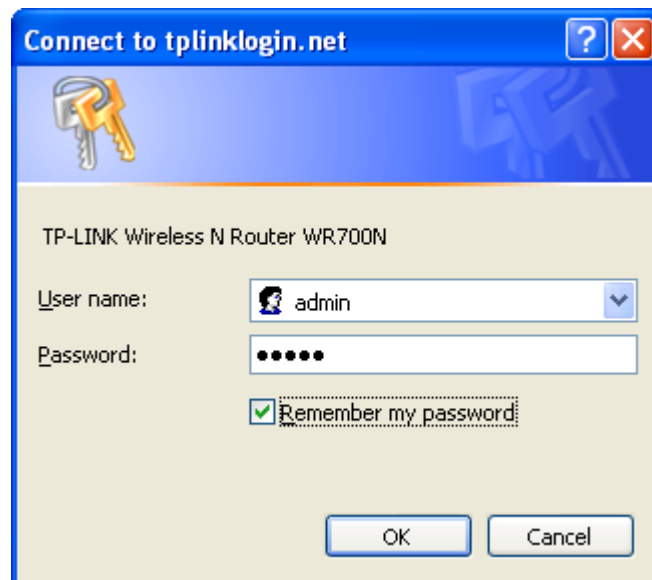 Connect to tplinklogin.net
TP-LINK Wireless N Router WR700N
User name:
admin
Password:
●●●●●
Remember my password
OK
Cancel